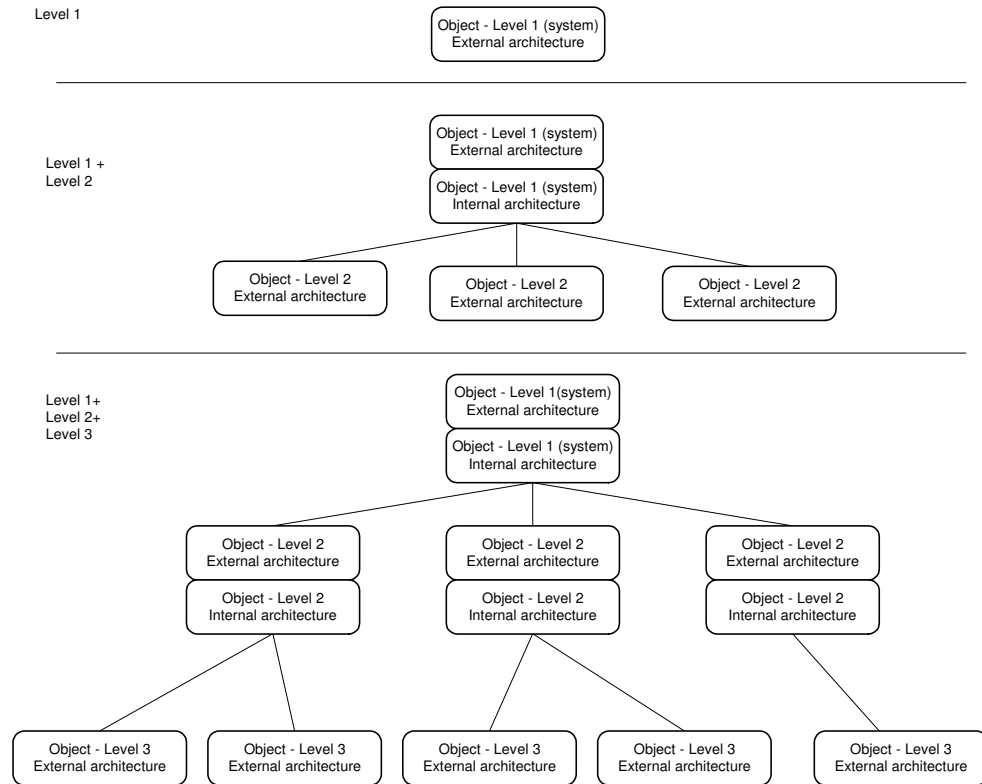 Level 1
Object - Level 1 (system)
External architecture
Level 1 +
Level 2
Object - Level 1 (system)
External architecture
Object - Level 1 (system)
Internal architecture
Object - Level 2
External architecture
Object - Level 2
External architecture
Object - Level 2
External architecture
Level 1+
Level 2+
Level 3
Object - Level 1(system)
External architecture
Object - Level 1 (system)
Internal architecture
Object - Level 2
External architecture
Object - Level 2
Internal architecture
Object - Level 2
External architecture
Object - Level 2
Internal architecture
Object - Level 2
External architecture
Object - Level 2
Internal architecture
Object - Level 3
External architecture
Object - Level 3
External architecture
Object - Level 3
External architecture
Object - Level 3
External architecture
Object - Level 3
External architecture